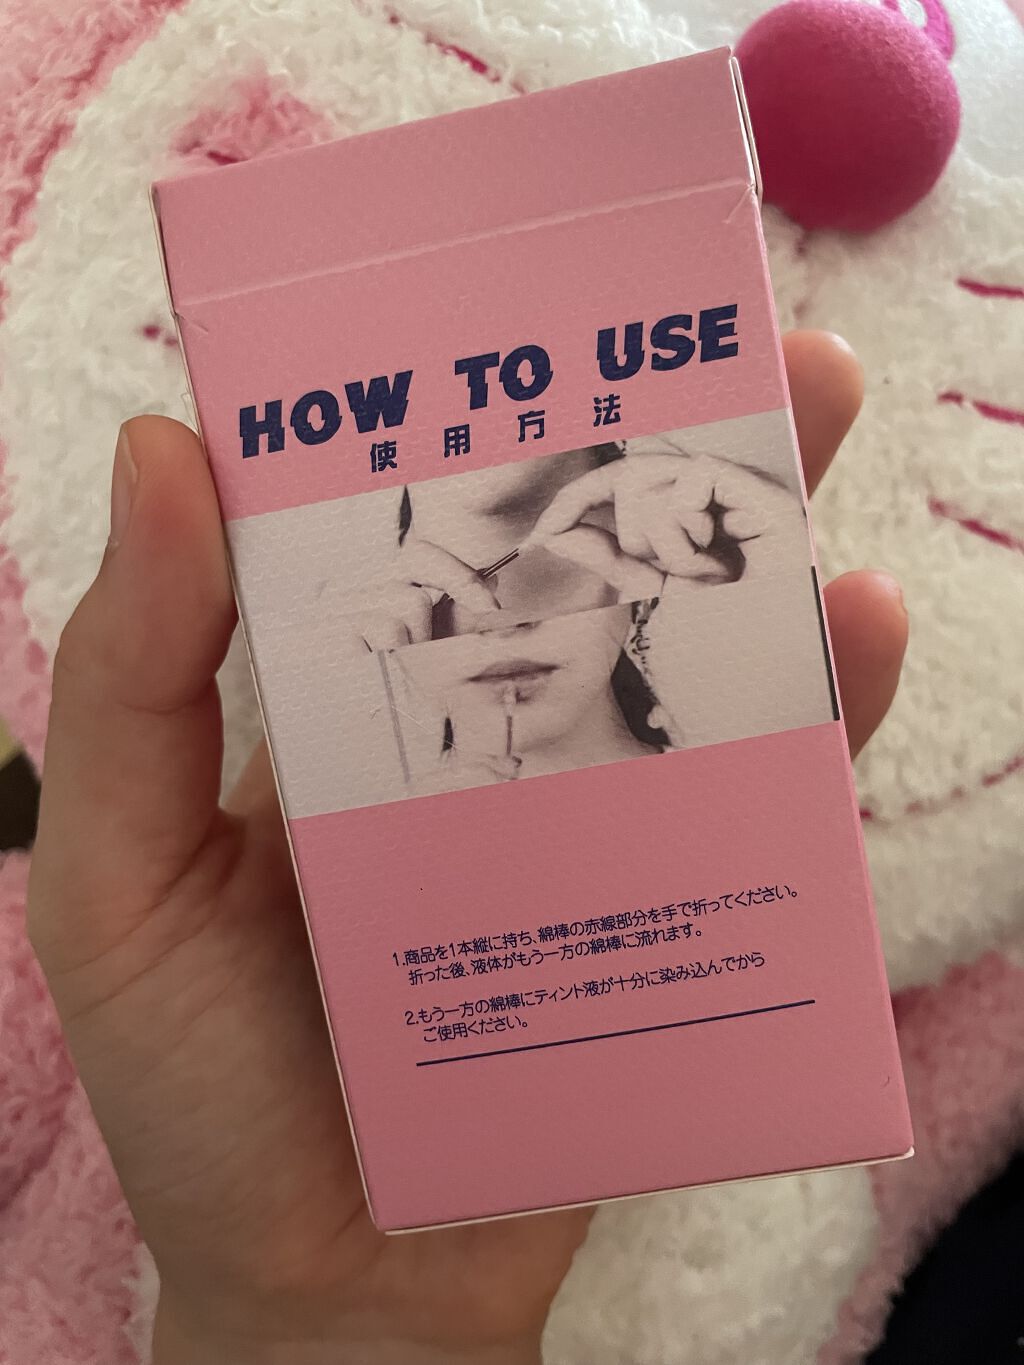 HOW TO USE
使用方法
1.商品を1本縦に持ち、綿棒の赤線部分を手で折ってください。
折った後、液体がもう一方の綿棒に流れます。
2.もう一方の綿棒にティント液が十分に染み込んでから
ご使用ください。